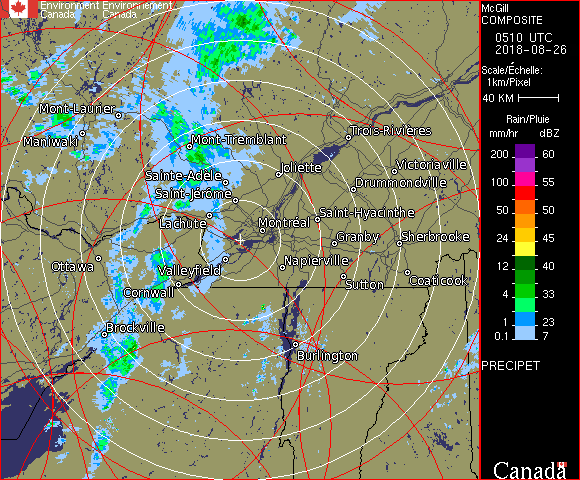 Environment Environnement
Canada Canada
McGill
COMPOSITE
0510 UTC
2018-08-26
Scale/Échelle:
1km/Pixel
40 KM
Rain/Pluie
mm/hr dBZ
200 60
100 55
50 50
24 45
12 40
4 33
1 23
0.1 7
PRECIPET
Canada
Mont-Laurier
Maniwaki
Mont-Tremblant
Trois-Rivières
Joliette
Victoriaville
Sainte-Adèle
Drummondville
Saint-Jérôme
Saint-Hyacinthe
Lachute
Montréal
Granby
Sherbrooke
Ottawa
Valleyfield
Napierville
Cornwall
Sutton
Coaticook
Brockville
Burlington